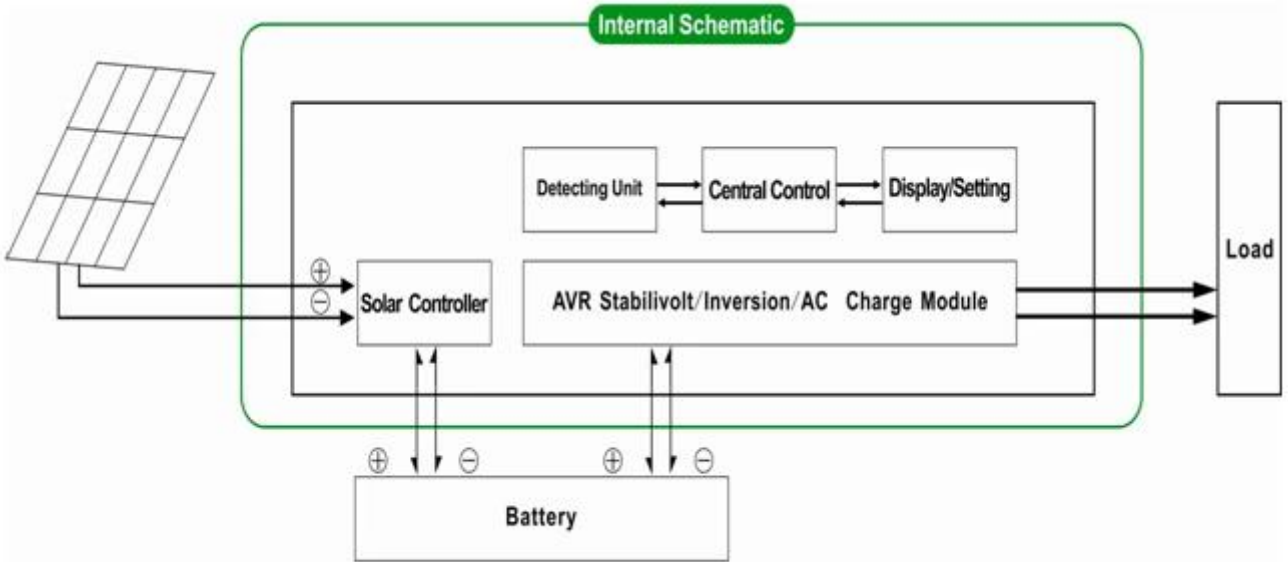 Internal Schematic
Detecting Unit
Central Control
Display/Setting
Load
⊕
⊖
Solar Controller
AVR Stabilivolt/Inversion/AC Charge Module
⊕
⊖
⊕
⊖
Battery